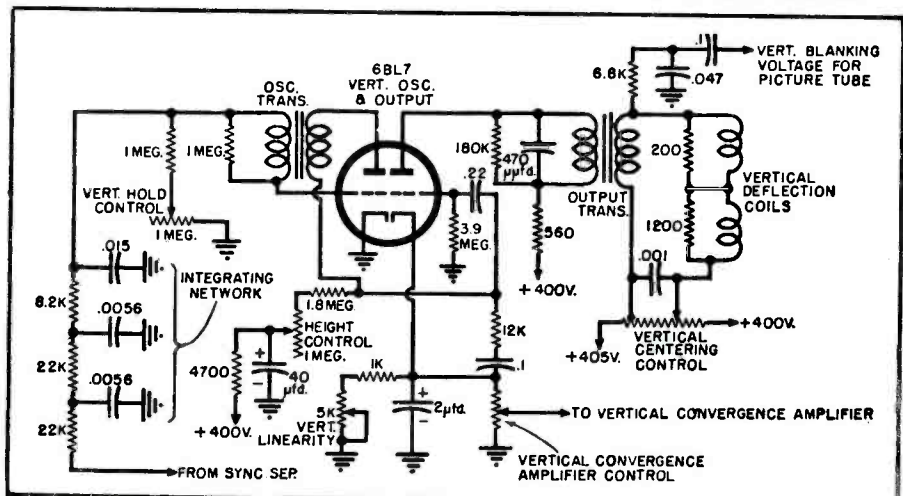 6BL7
VERT. OSC.
& OUTPUT
OSC.
TRANS.
.1
VERT. BLANKING
VOLTAGE FOR
PICTURE TUBE
6.8K
.047
1 MEG.
1 MEG.
180K
470
µµfd.
200
VERTICAL
DEFLECTION
COILS
.22
VERT. HOLD
CONTROL
1 MEG.
3.9
MEG.
OUTPUT
TRANS.
560
1200
.015
.001
+400V.
8.2K
INTEGRATING
NETWORK
.0056
1.8MEG.
HEIGHT
CONTROL
1 MEG.
12K
+405V.
+400V.
VERTICAL
CENTERING
CONTROL
22K
4700
+
-
40
µfd.
.1
.0056
1K
+400V.
5K
VERT.
LINEARITY
+
2µfd.
-
TO VERTICAL CONVERGENCE AMPLIFIER
22K
FROM SYNC SEP.
VERTICAL CONVERGENCE
AMPLIFIER CONTROL